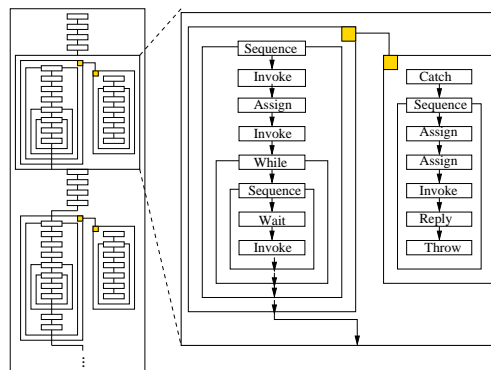 Sequence
Invoke
Assign
Invoke
While
Sequence
Wait
Invoke
Catch
Sequence
Assign
Assign
Invoke
Reply
Throw